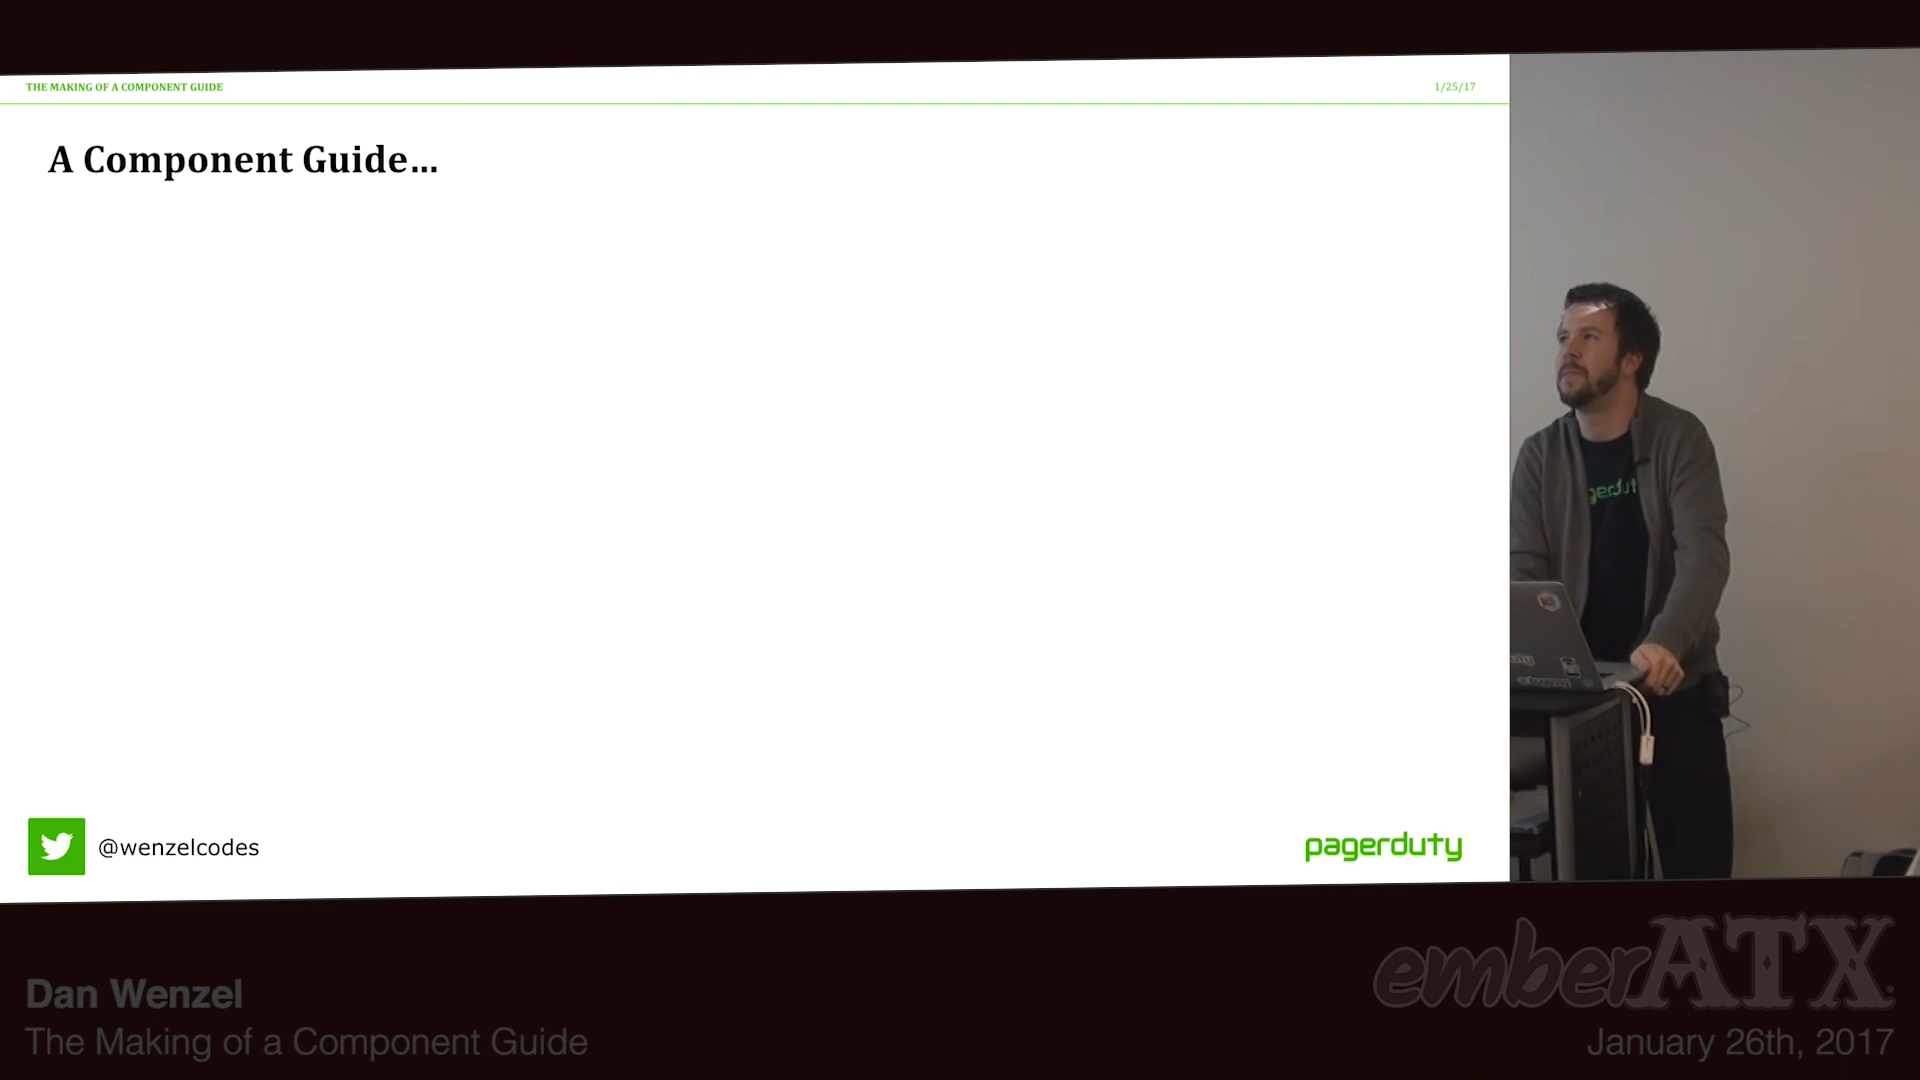 THE MAKING OF A COMPONENT GUIDE
1/25/17
A Component Guide...
@wenzelcodes
pagerduty
Dan Wenzel
The Making of a Component Guide
emberATX
January 26th, 2017